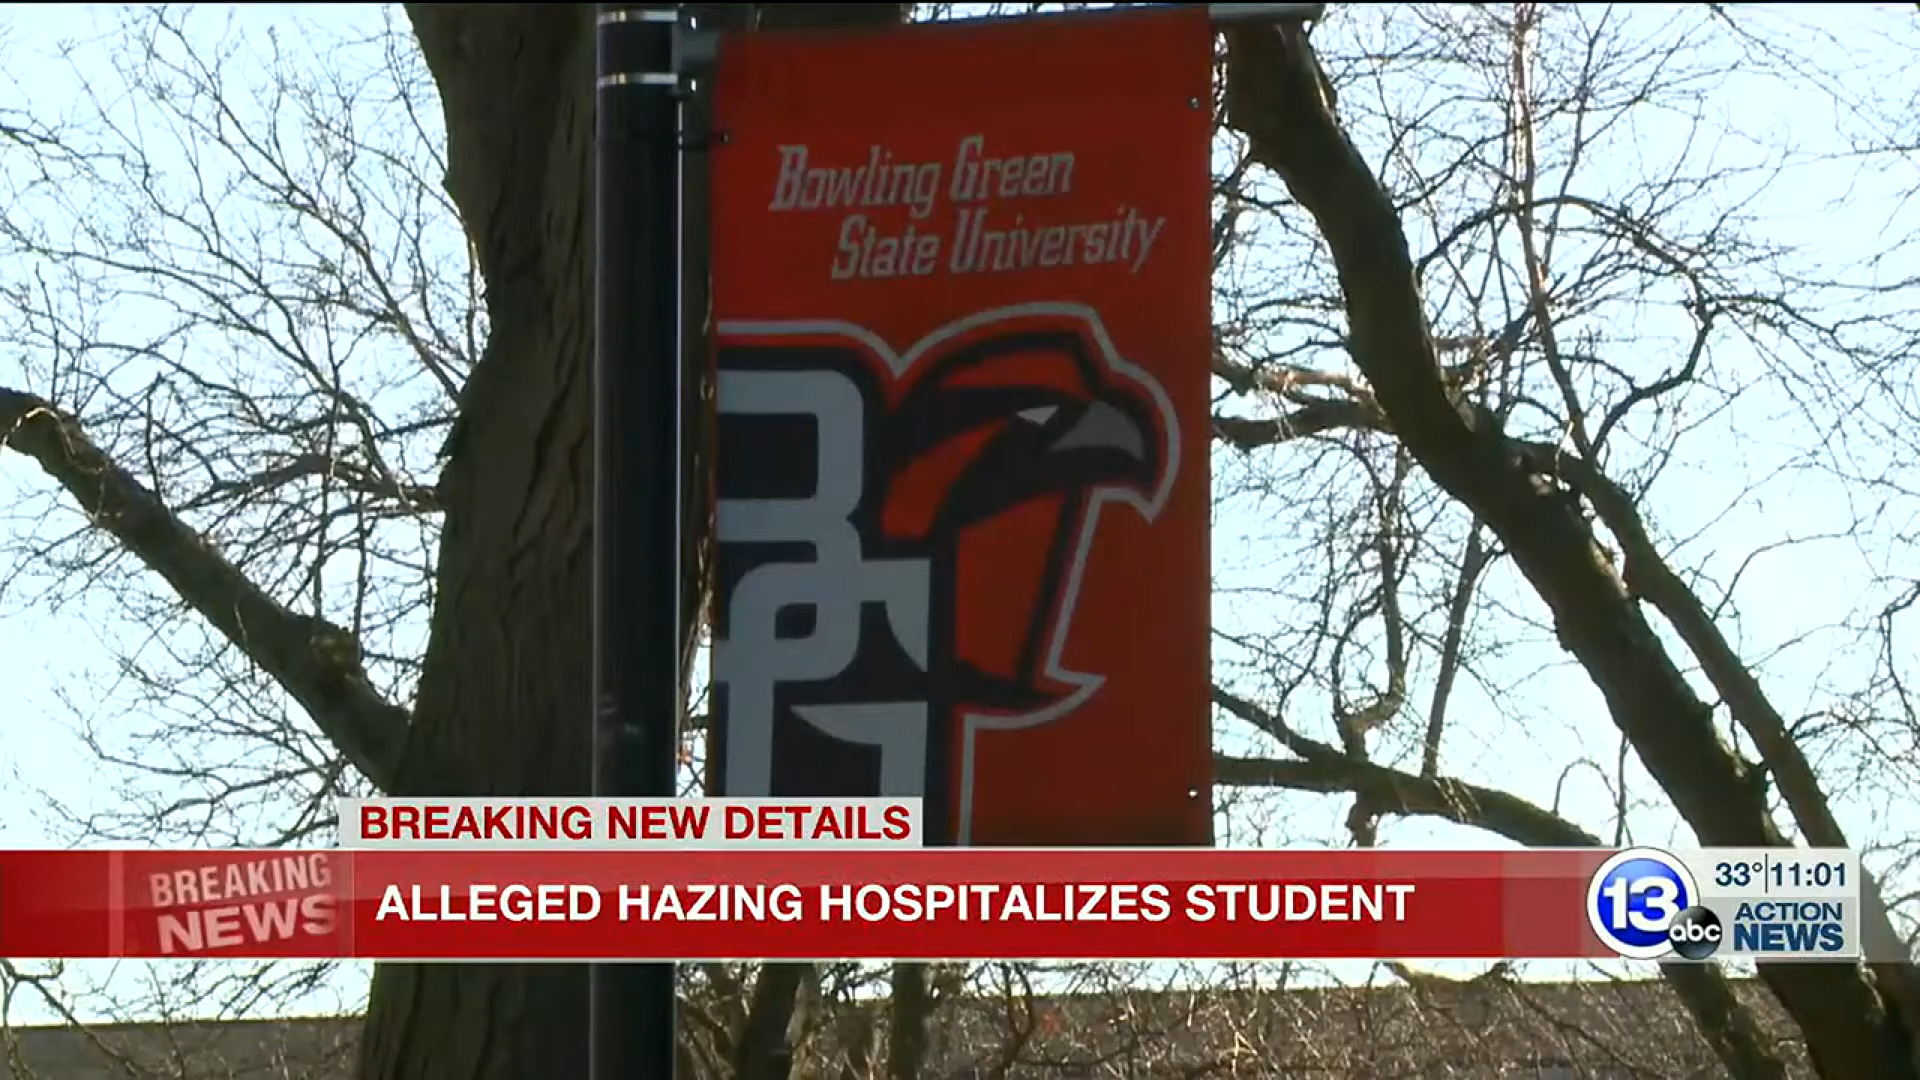 Bowling Green
State University
BG
BREAKING NEW DETAILS
BREAKING
NEWS
ALLEGED HAZING HOSPITALIZES STUDENT
13
abc
33° 11:01
ACTION
NEWS